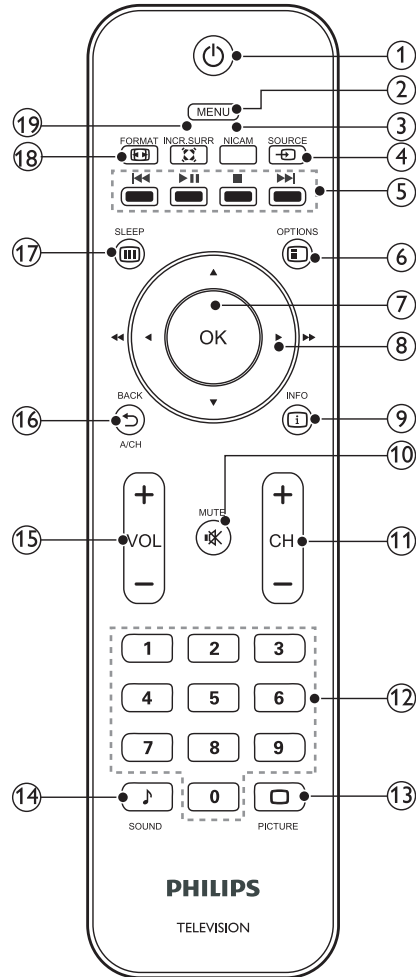 1
2
MENU
19
3
FORMAT INCR.SURR NICAM SOURCE
18
4
5
SLEEP OPTIONS
17
6
7
OK
8
BACK INFO
16
9
A/CH
10
+ +
MUTE
15
VOL CH
11
− −
1 2 3
12
4 5 6
7 8 9
14
0
13
SOUND PICTURE
PHILIPS
TELEVISION